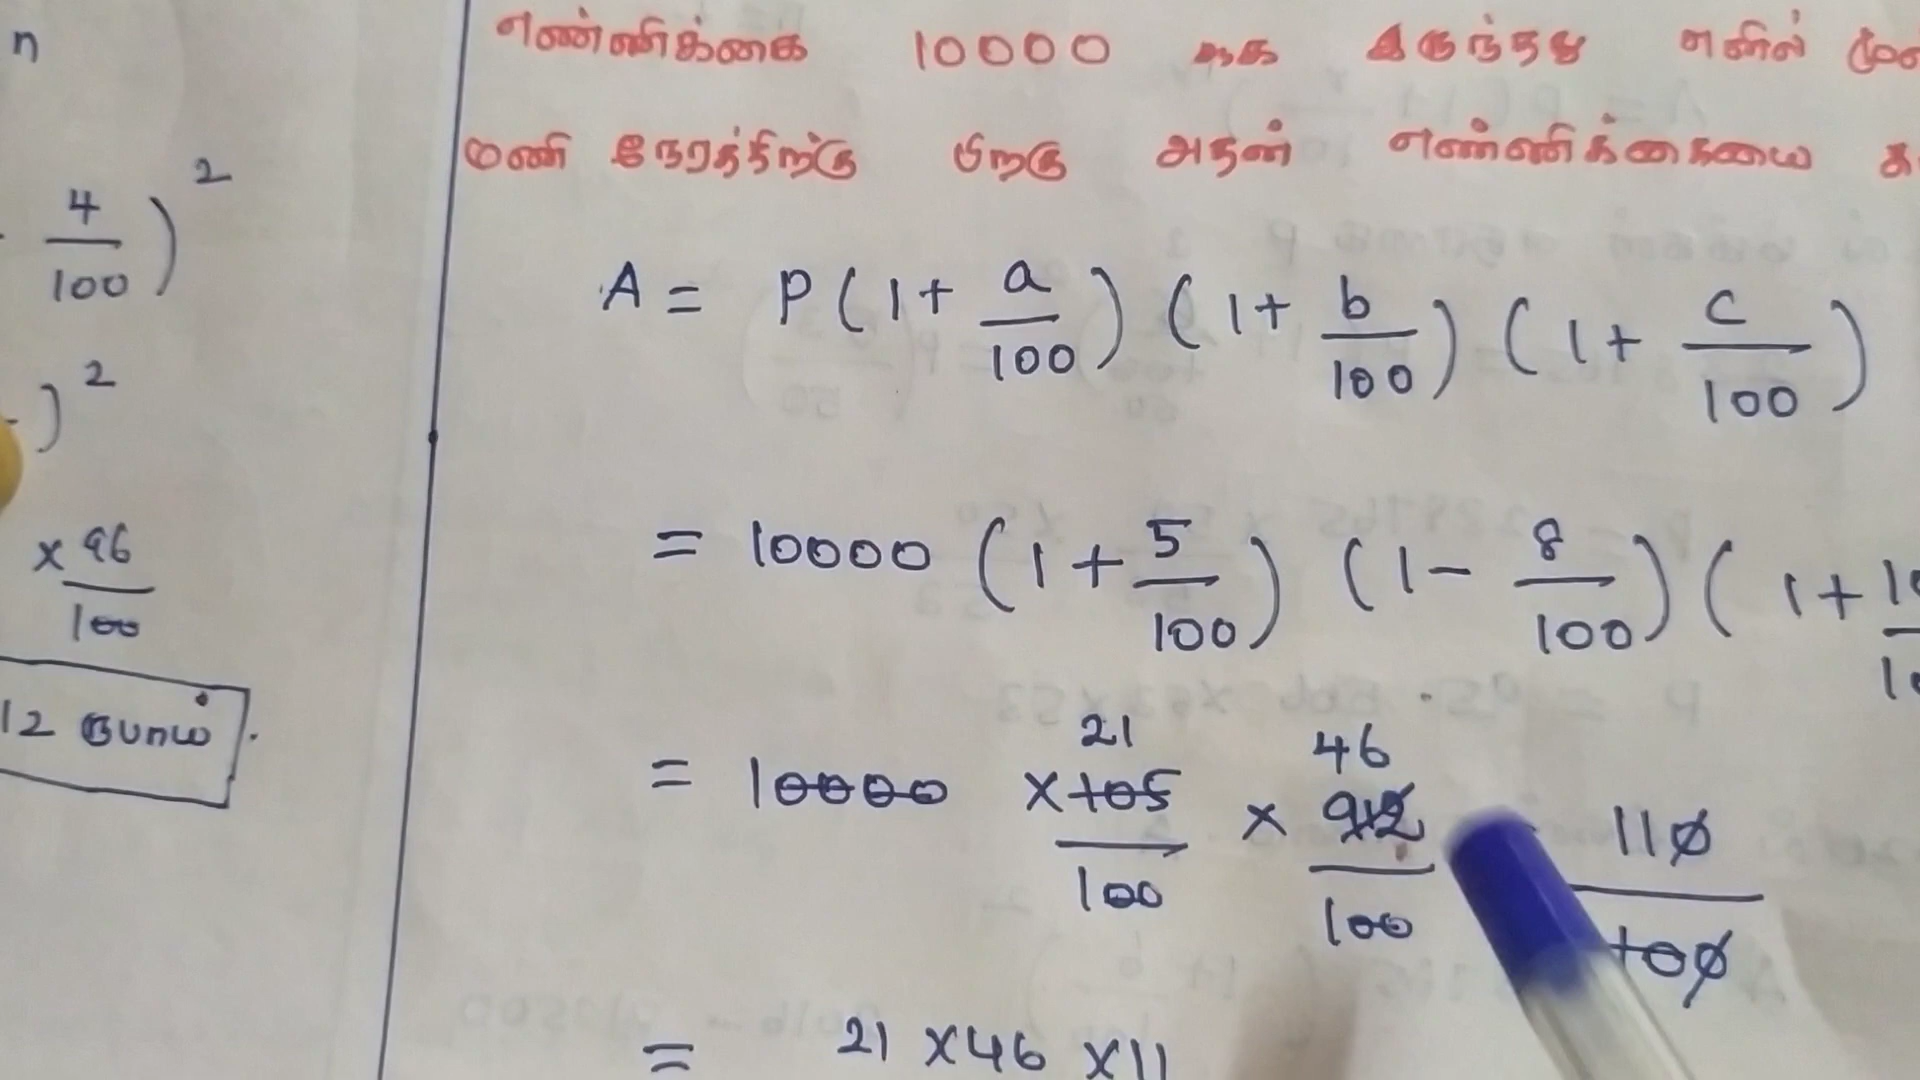 n
4/100 ) 2
) 2
x 96/100
12 ரூபாய் .
எண்ணிக்கை 10000 ஆக இருந்தது எனில்
மணி நேரத்திற்கு பிறகு அதன் எண்ணிக்கையை
A = P ( 1 + a/100 ) ( 1 + b/100 ) ( 1 + c/100 )
= 10000 ( 1 + 5/100 ) ( 1 - 8/100 ) ( 1 +
21 46
= 10000 x 105/100 x 92/100 110/100
= 21 x 46 x 11